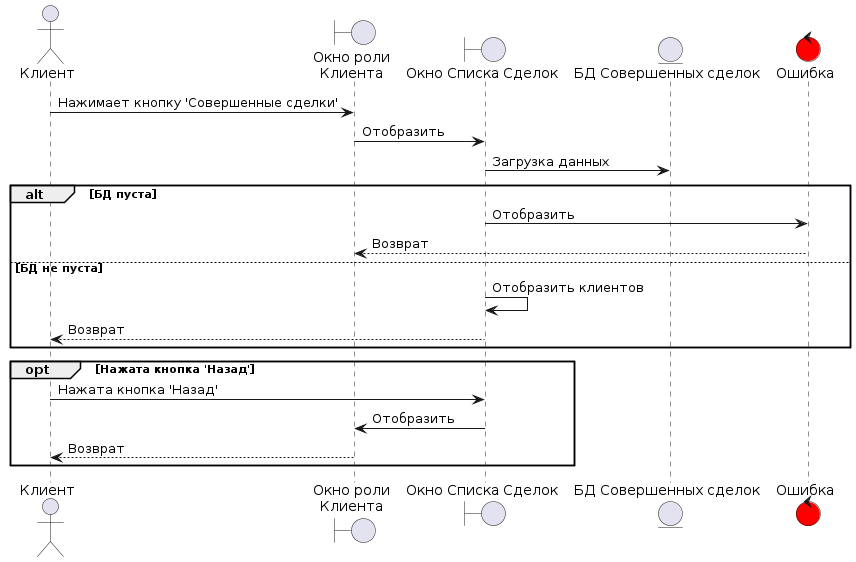 Клиент
Окно роли
Клиента
Окно Списка Сделок
БД Совершенных сделок
Ошибка
Нажимает кнопку 'Совершенные сделки'
Отобразить
Загрузка данных
alt
[БД пуста]
Отобразить
Возврат
[БД не пуста]
Отобразить клиентов
Возврат
opt
[Нажата кнопка 'Назад']
Нажата кнопка 'Назад'
Отобразить
Возврат
Клиент
Окно роли
Клиента
Окно Списка Сделок
БД Совершенных сделок
Ошибка